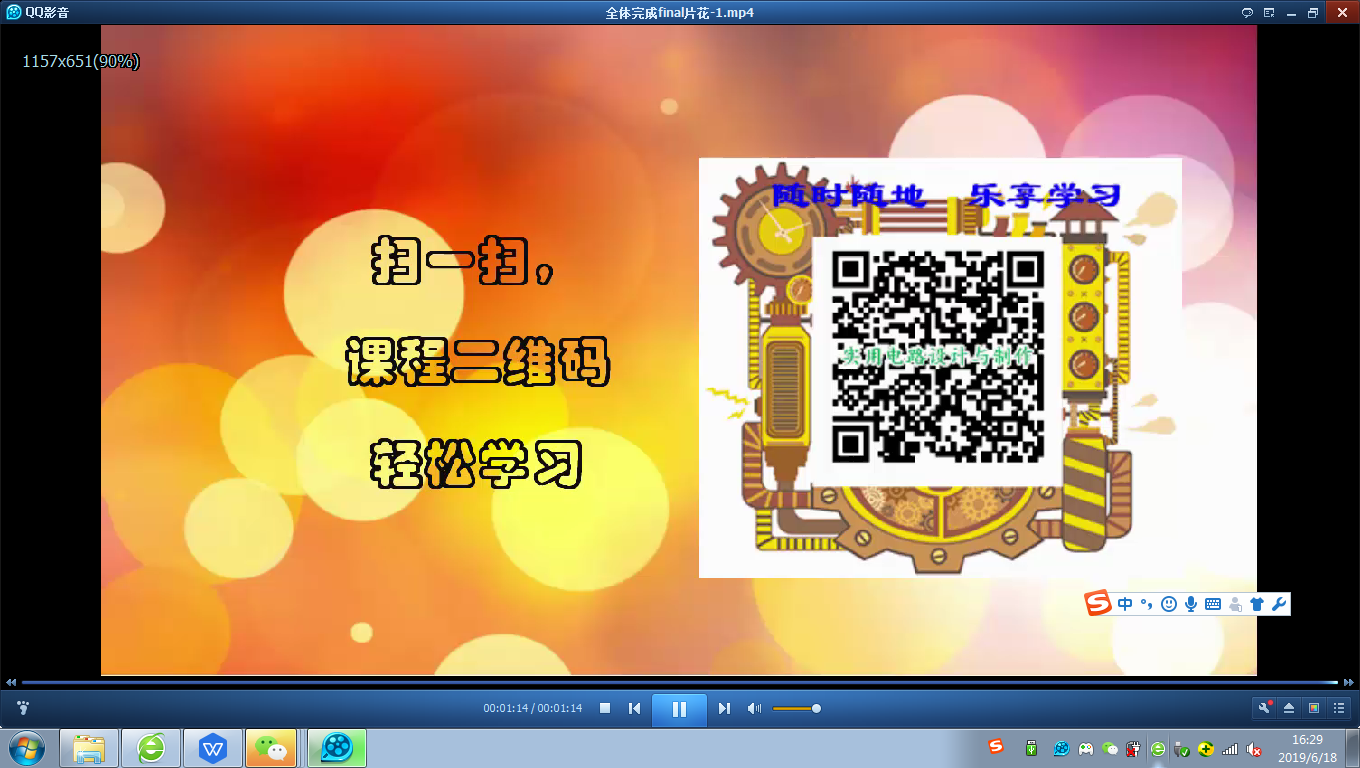 QQ影音
全体完成final片花-1.mp4
1157x651(90%)
随时随地 乐享学习
扫一扫，
课程二维码
轻松学习
实用电路设计与制作
中
00:01:14 / 00:01:14
16:29
2019/6/18